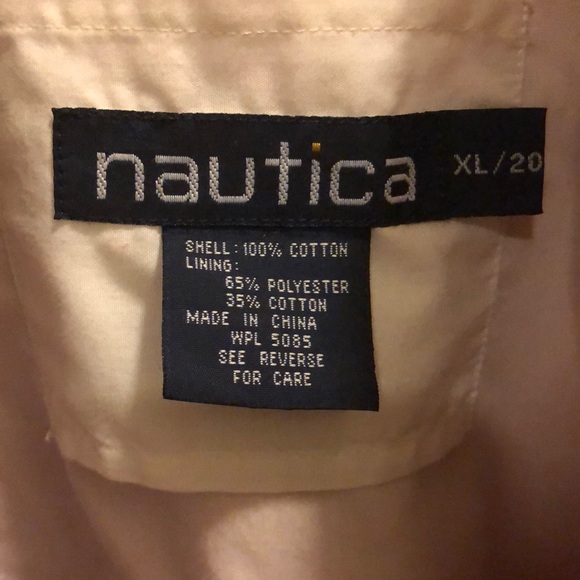 nautica XL/20
SHELL: 100% COTTON
LINING:
65% POLYESTER
35% COTTON
MADE IN CHINA
WPL 5085
SEE REVERSE
FOR CARE